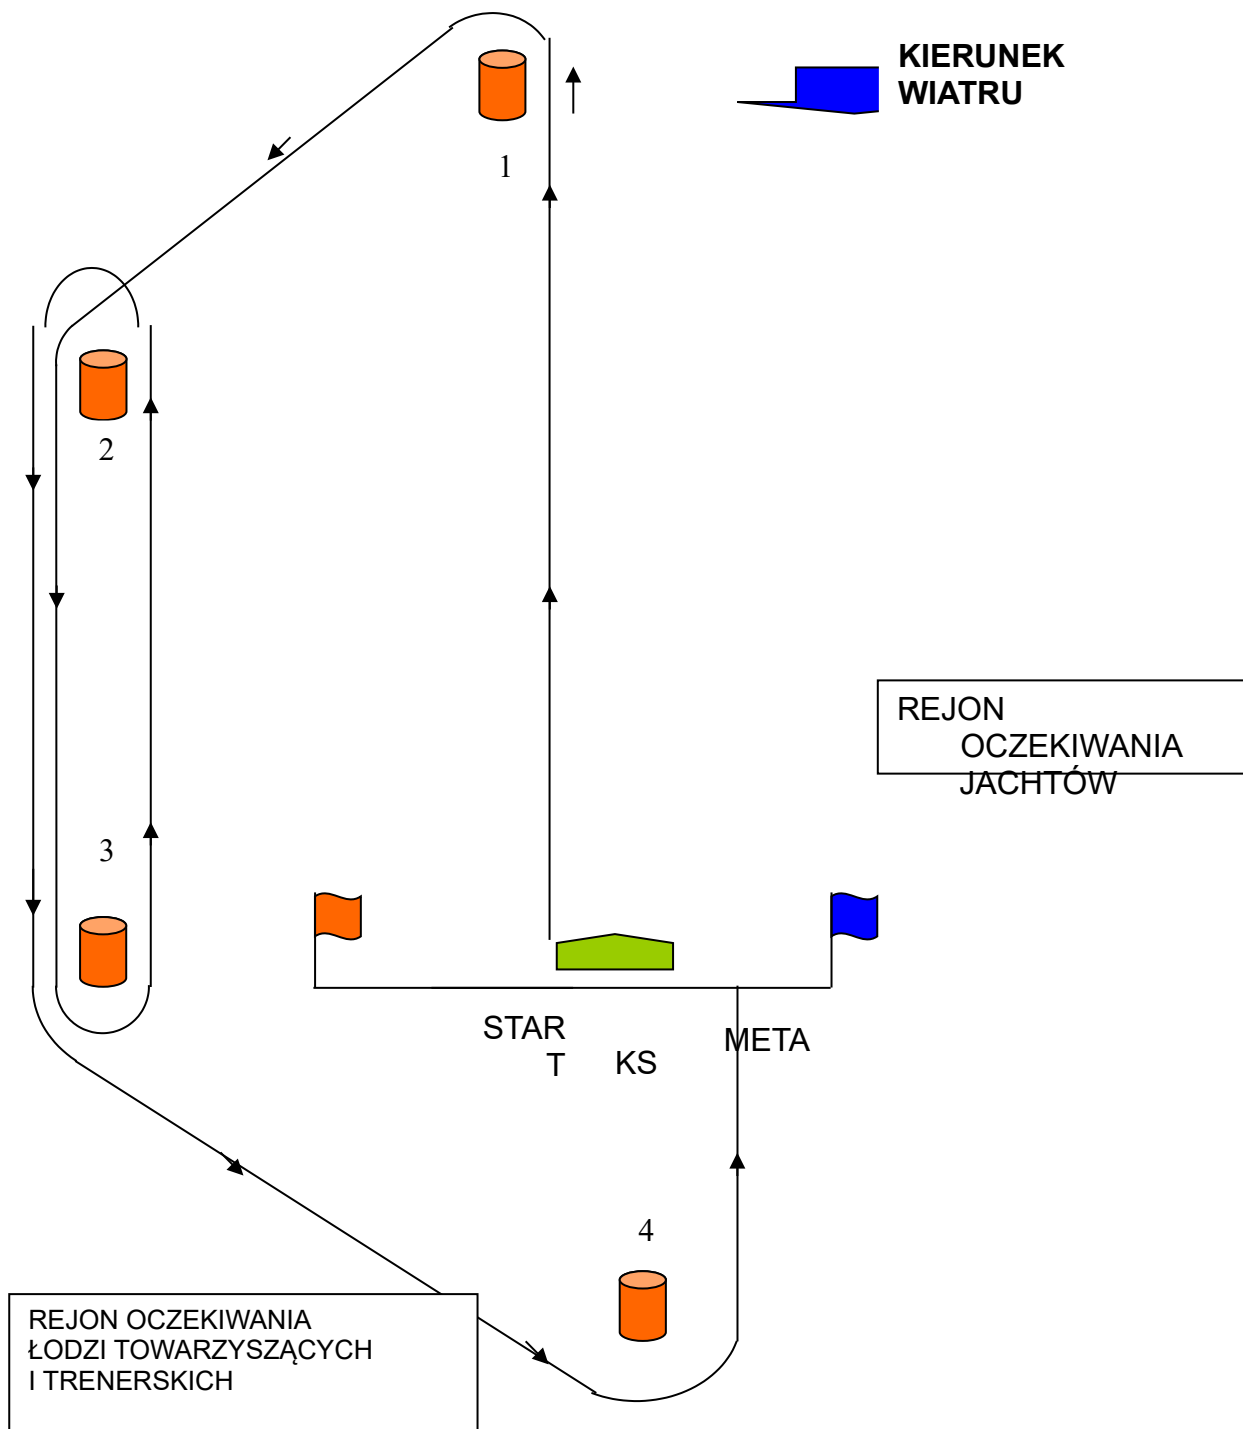 KIERUNEK
WIATRU
1
2
REJON
OCZEKIWANIA
JACHTÓW
3
STAR
T
KS
META
4
REJON OCZEKIWANIA
ŁODZI TOWARZYSZĄCYCH
I TRENERSKICH